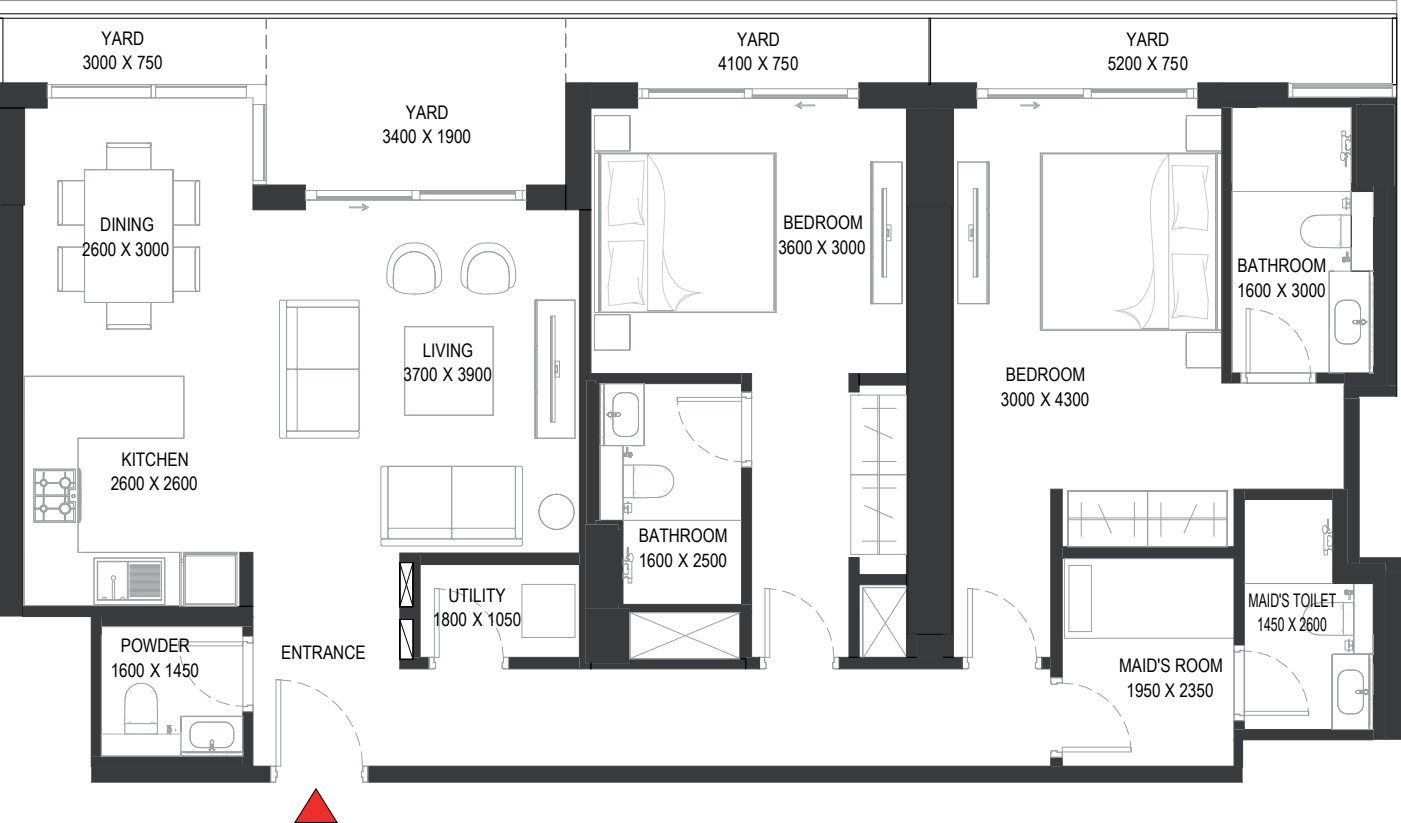 YARD
3000 X 750
YARD
3400 X 1900
YARD
4100 X 750
YARD
5200 X 750
DINING
2600 X 3000
BEDROOM
3600 X 3000
BATHROOM
1600 X 3000
LIVING
3700 X 3900
BEDROOM
3000 X 4300
KITCHEN
2600 X 2600
BATHROOM
1600 X 2500
UTILITY
1800 X 1050
MAID'S TOILET
1450 X 2600
POWDER
1600 X 1450
ENTRANCE
MAID'S ROOM
1950 X 2350